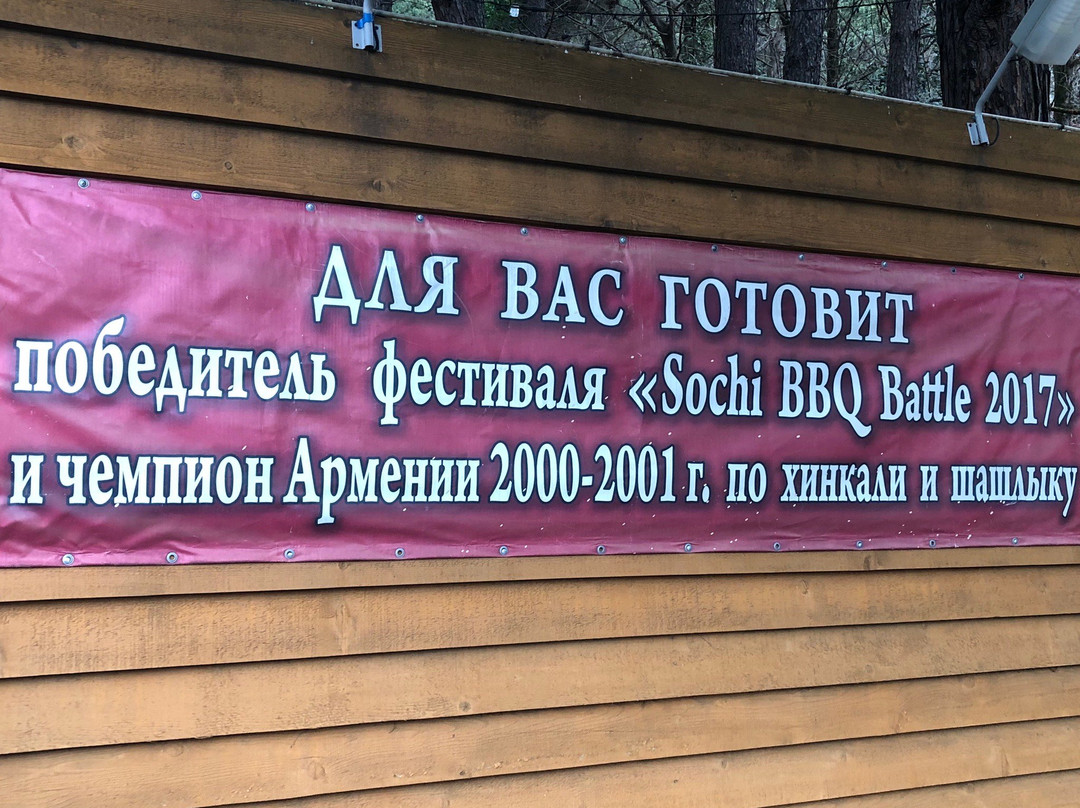 ДЛЯ ВАС ГОТОВИТ
победитель фестиваля «Sochi BBQ Battle 2017»
и чемпион Армении 2000-2001 г. по хинкали и шашлыку